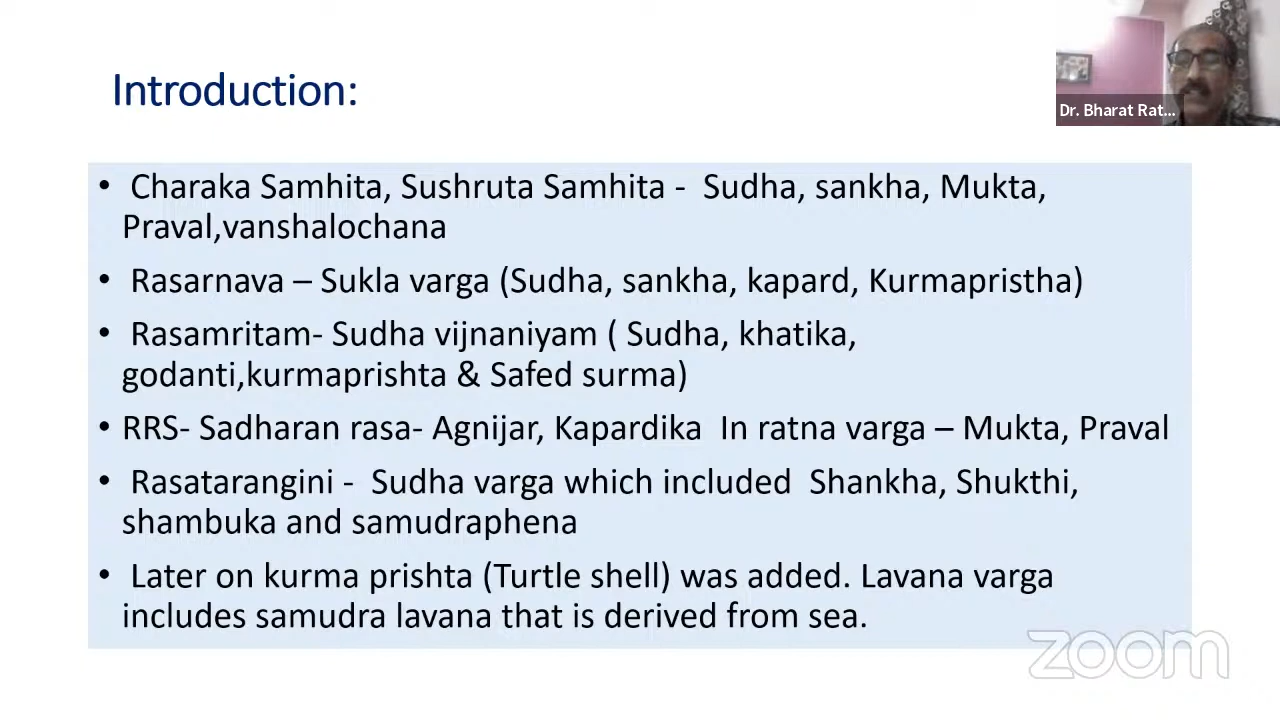 Introduction:
Dr. Bharat Rat...
• Charaka Samhita, Sushruta Samhita - Sudha, sankha, Mukta,
Praval,vanshalochana
• Rasarnava – Sukla varga (Sudha, sankha, kapard, Kurmapristha)
• Rasamritam- Sudha vijnaniyam ( Sudha, khatika,
godanti,kurmaprishta & Safed surma)
• RRS- Sadharan rasa- Agnijar, Kapardika In ratna varga – Mukta, Praval
• Rasatarangini - Sudha varga which included Shankha, Shukthi,
shambuka and samudraphena
• Later on kurma prishta (Turtle shell) was added. Lavana varga
includes samudra lavana that is derived from sea.
zoom